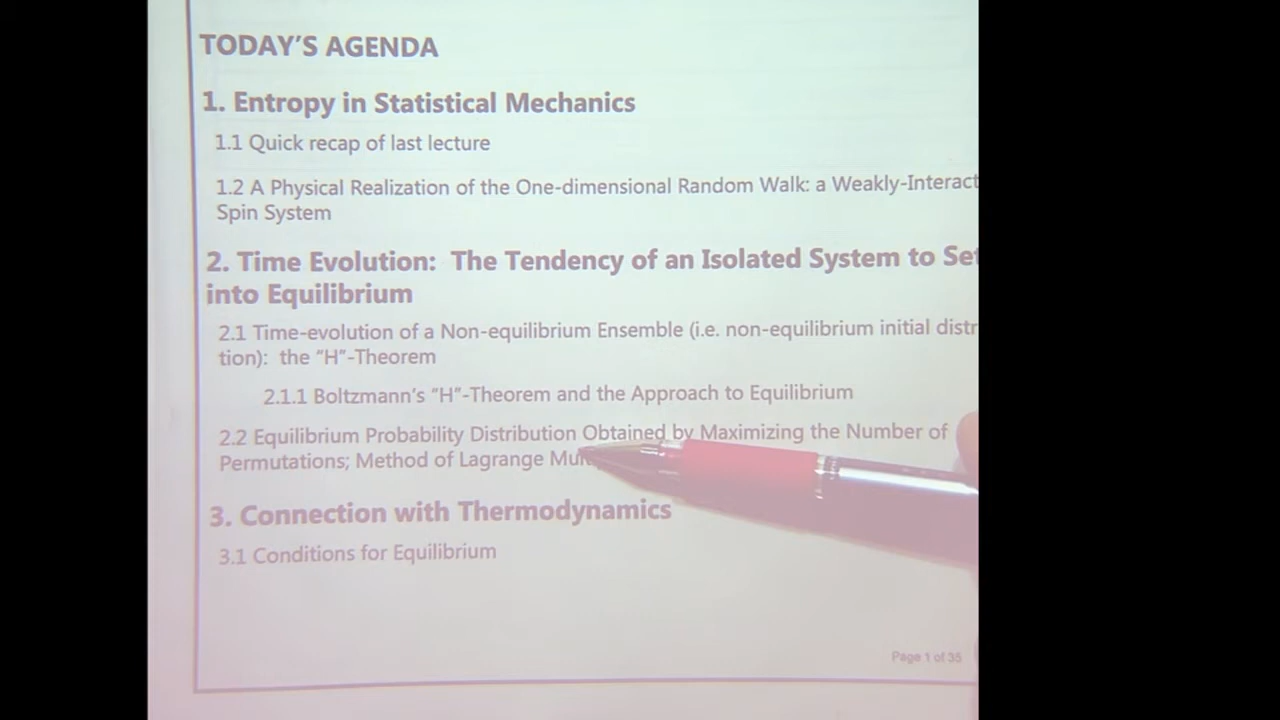 TODAY'S AGENDA
1. Entropy in Statistical Mechanics
1.1 Quick recap of last lecture
1.2 A Physical Realization of the One-dimensional Random Walk: a Weakly-Interact
Spin System
2. Time Evolution: The Tendency of an Isolated System to Set
into Equilibrium
2.1 Time-evolution of a Non-equilibrium Ensemble (i.e. non-equilibrium initial distr
tion): the "H"-Theorem
2.1.1 Boltzmann's "H"-Theorem and the Approach to Equilibrium
2.2 Equilibrium Probability Distribution Obtained by Maximizing the Number of
Permutations; Method of Lagrange
3. Connection with Thermodynamics
3.1 Conditions for Equilibrium
Page 1 of 35